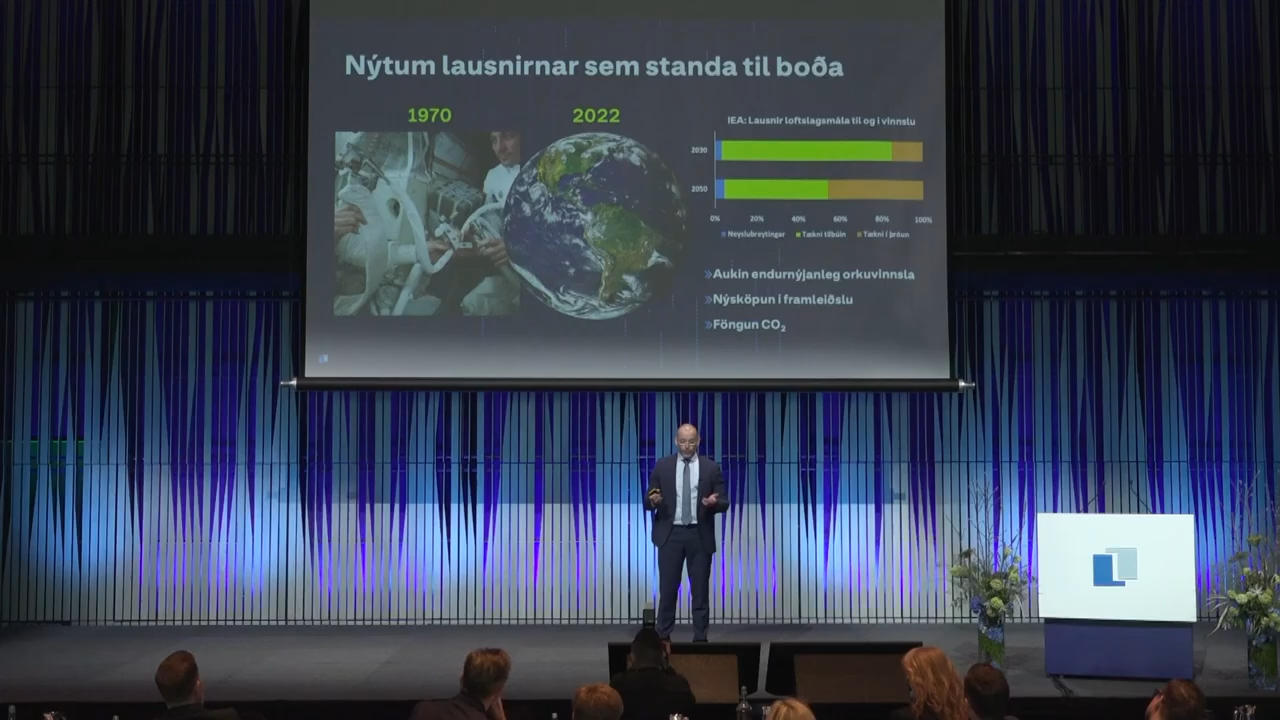 Nýtum lausnirnar sem standa til boða
1970
2022
IEA: Lausnir loftslagsmála til og í vinnslu
2030
2050
0% 20% 40% 60% 80% 100%
Neyslubreytingar Tækni tilbúin Tækni í þróun
»Aukin endurnýjanleg orkuvinnsla
»Nýsköpun í framleiðslu
»Föngun CO₂